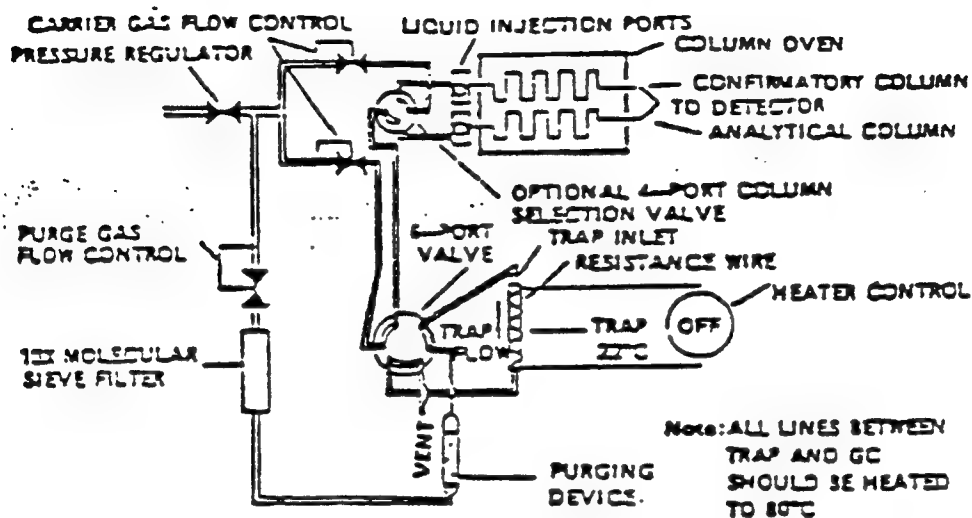 CARRIER GAS FLOW CONTROL
PRESSURE REGULATOR
LIQUID INJECTION PORTS
COLUMN OVEN
CONFIRMATORY COLUMN
TO DETECTOR
ANALYTICAL COLUMN
OPTIONAL 4-PORT COLUMN
SELECTION VALVE
PURGE GAS
FLOW CONTROL
6-PORT
VALVE
TRAP INLET
RESISTANCE WIRE
HEATER CONTROL
TRAP
FLOW
TRAP
22°C
OFF
13X MOLECULAR
SIEVE FILTER
VENT
PURGING
DEVICE.
Note: ALL LINES BETWEEN
TRAP AND GC
SHOULD BE HEATED
TO 80°C